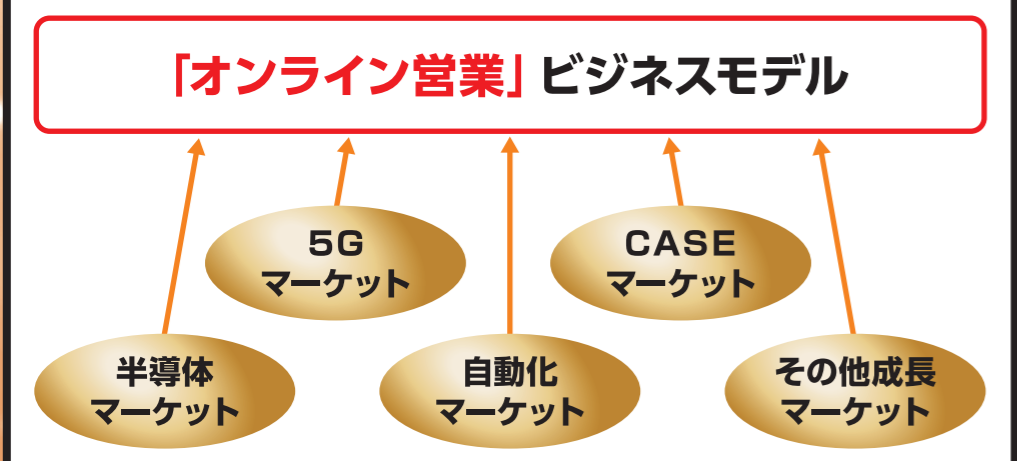 「オンライン営業」ビジネスモデル
5G
マーケット
CASE
マーケット
半導体
マーケット
自動化
マーケット
その他成長
マーケット